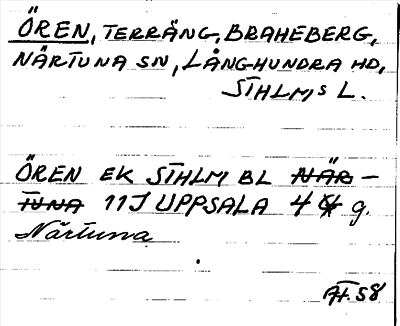 ÖREN, TERRÄNG, BRAHEBERG,
NÄRTUNA SN, LÅNGHUNDRA HD,
STHLMS L.
ÖREN EK STHLM BL NÄR-
TUNA 11J UPPSALA 4 g.
Närtuna
58